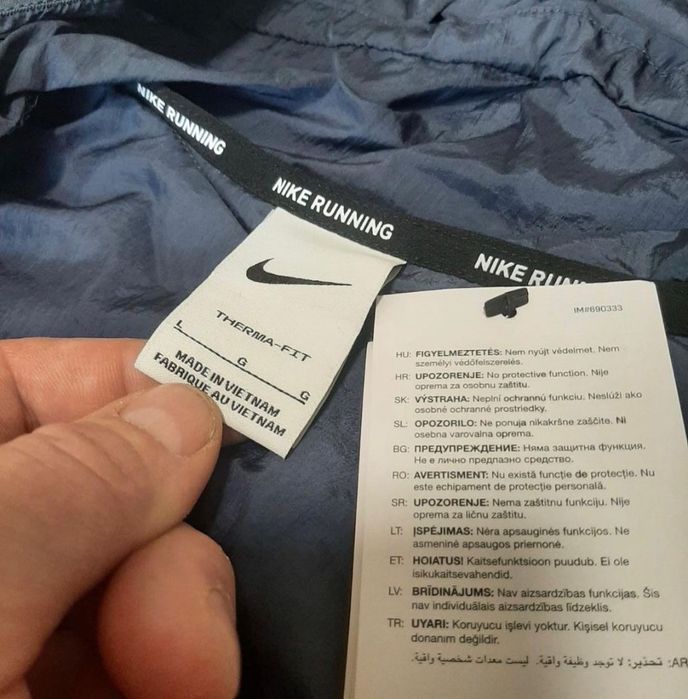 NIKE RUNNING
NIKE RUNNING
NIKE RUN
THERMA-FIT
L G G
MADE IN VIETNAM
FABRIQUE AU VIETNAM
IM#690333
HU: FIGYELMEZTETÉS: Nem nyújt védelmet. Nem
személyi védőfelszerelés.
HR: UPOZORENJE: No protective function. Nije
oprema za osobnu zaštitu.
SK: VÝSTRAHA: Neplní ochrannú funkciu. Neslúži ako
osobné ochranné prostriedky.
SL: OPOZORILO: Ne ponuja nikakršne zaščite. Ni
osebna varovalna oprema.
BG: ПРЕДУПРЕЖДЕНИЕ: Няма защитна функция.
Не е лично предпазно средство.
RO: AVERTISMENT: Nu există funcție de protecție. Nu
este echipament de protecție personală.
SR: UPOZORENJE: Nema zaštitnu funkciju. Nije
oprema za ličnu zaštitu.
LT: ĮSPĖJIMAS: Nėra apsauginės funkcijos. Ne
asmeninė apsaugos priemonė.
ET: HOIATUS! Kaitsefunktsioon puudub. Ei ole
isikukaitsevahendid.
LV: BRĪDINĀJUMS: Nav aizsardzības funkcijas. Šis
nav individuālais aizsardzības līdzeklis.
TR: UYARI: Koruyucu işlevi yoktur. Kişisel koruyucu
donanım değildir.
AR: تحذير: لا توجد وظيفة واقية. ليست معدات شخصية واقية.